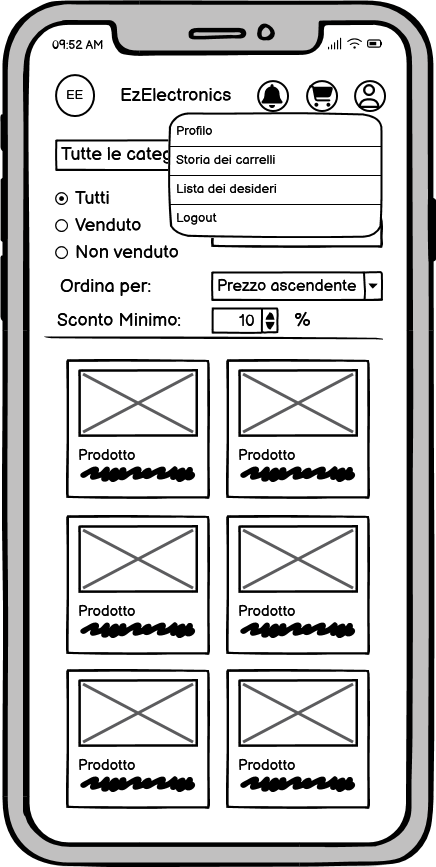 09:52 AM
EE
EzElectronics
Profilo
Storia dei carrelli
Lista dei desideri
Logout
Tutte le categ
Tutti
Venduto
Non venduto
Ordina per:
Prezzo ascendente
Sconto Minimo:
10
%
Prodotto
Prodotto
Prodotto
Prodotto
Prodotto
Prodotto